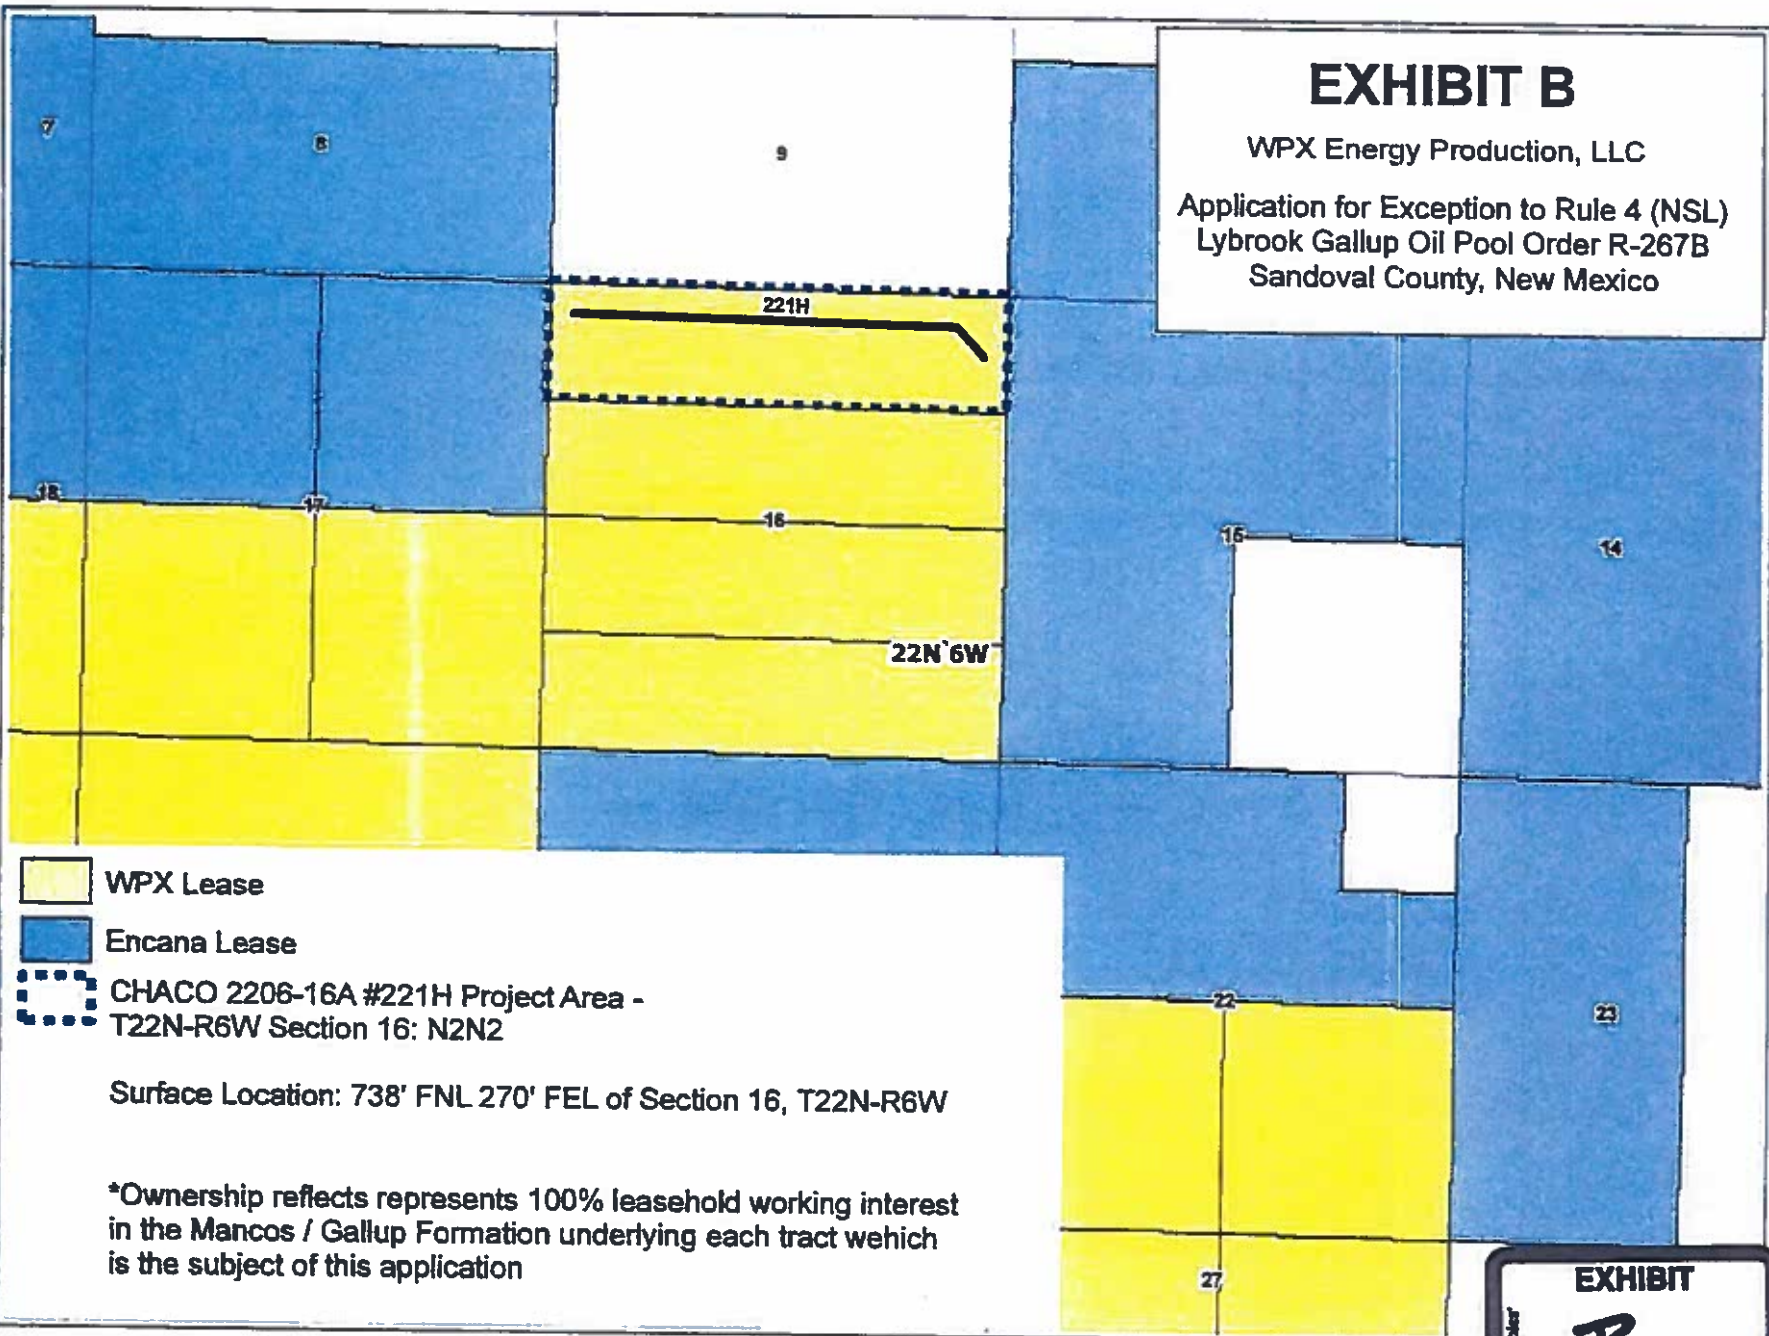 EXHIBIT B
WPX Energy Production, LLC
Application for Exception to Rule 4 (NSL)
Lybrook Gallup Oil Pool Order R-267B
Sandoval County, New Mexico
7
8
9
221H
18
17
16
15
14
22N 6W
WPX Lease
Encana Lease
CHACO 2206-16A #221H Project Area -
T22N-R6W Section 16: N2N2
Surface Location: 738' FNL 270' FEL of Section 16, T22N-R6W
*Ownership reflects represents 100% leasehold working interest
in the Mancos / Gallup Formation underlying each tract wehich
is the subject of this application
22
23
27
EXHIBIT